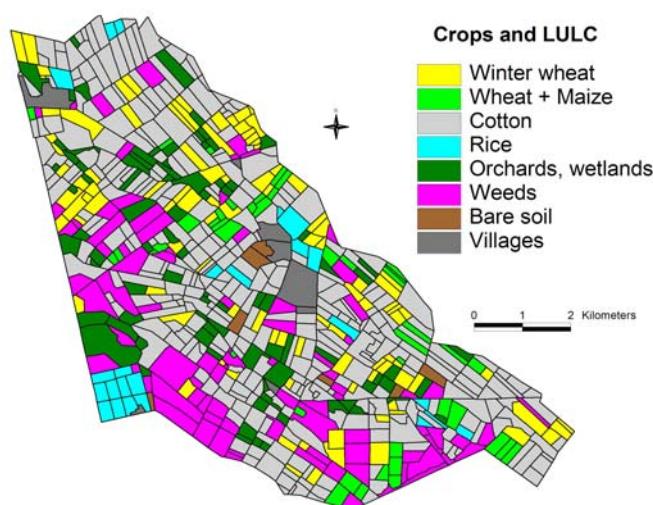 Crops and LULC
Winter wheat
Wheat + Maize
Cotton
Rice
Orchards, wetlands
Weeds
Bare soil
Villages
0 1 2 Kilometers